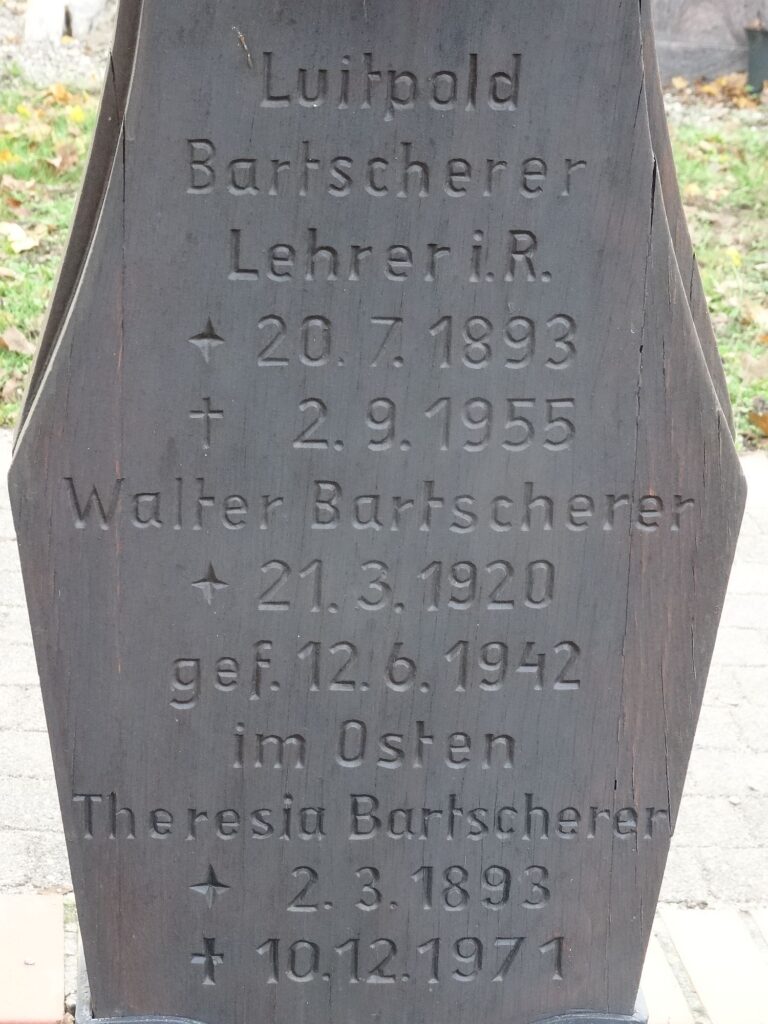 Luitpold
Bartscherer
Lehrer i.R.
✦ 20. 7. 1893
† 2. 9. 1955
Walter Bartscherer
✦ 21. 3. 1920
gef. 12. 6. 1942
im Osten
Theresia Bartscherer
✦ 2. 3. 1893
† 10.12.1971